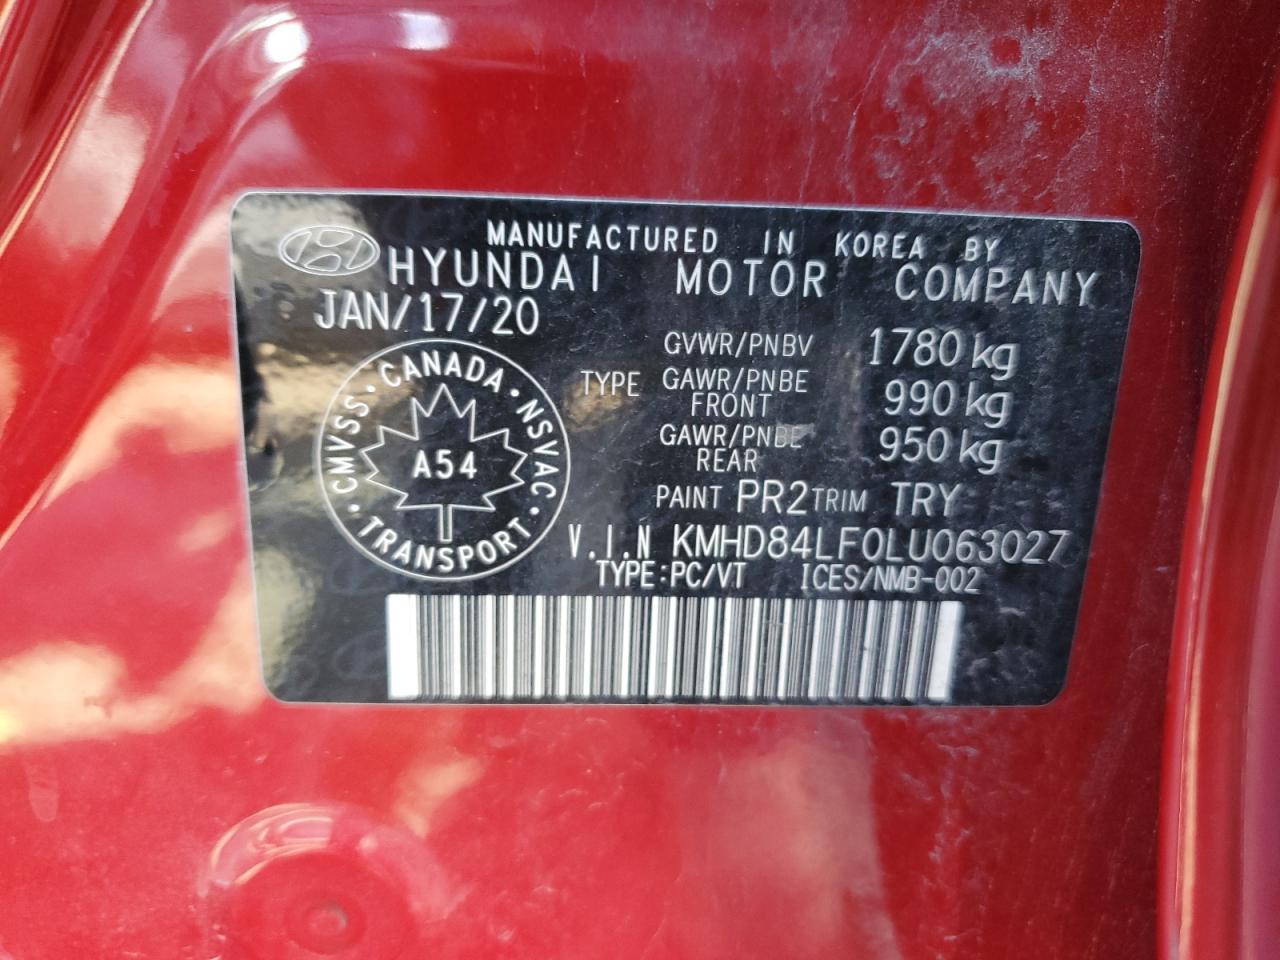 MANUFACTURED IN KOREA BY
HYUNDAI MOTOR COMPANY
JAN/17/20
GVWR/PNBV 1780 kg
TYPE GAWR/PNBE FRONT 990 kg
GAWR/PNBE REAR 950 kg
PAINT PR2 TRIM TRY
V.I.N KMHD84LF0LU063027
TYPE:PC/VT ICES/NMB-002
CANADA · NSVAC · TRANSPORT · CMVSS ·
A54